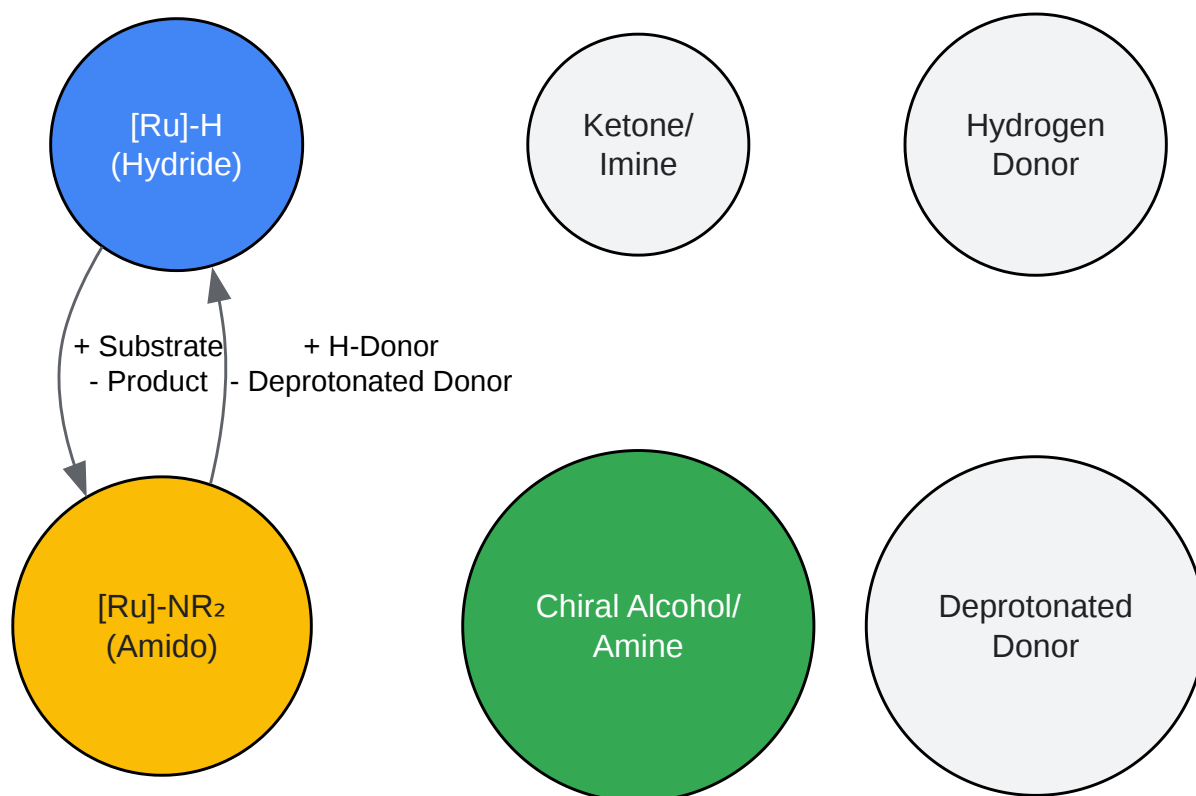 [Ru]-H
(Hydride)
Ketone/
Imine
Hydrogen
Donor
+ Substrate
- Product
+ H-Donor
- Deprotonated Donor
[Ru]-NR₂
(Amido)
Chiral Alcohol/
Amine
Deprotonated
Donor